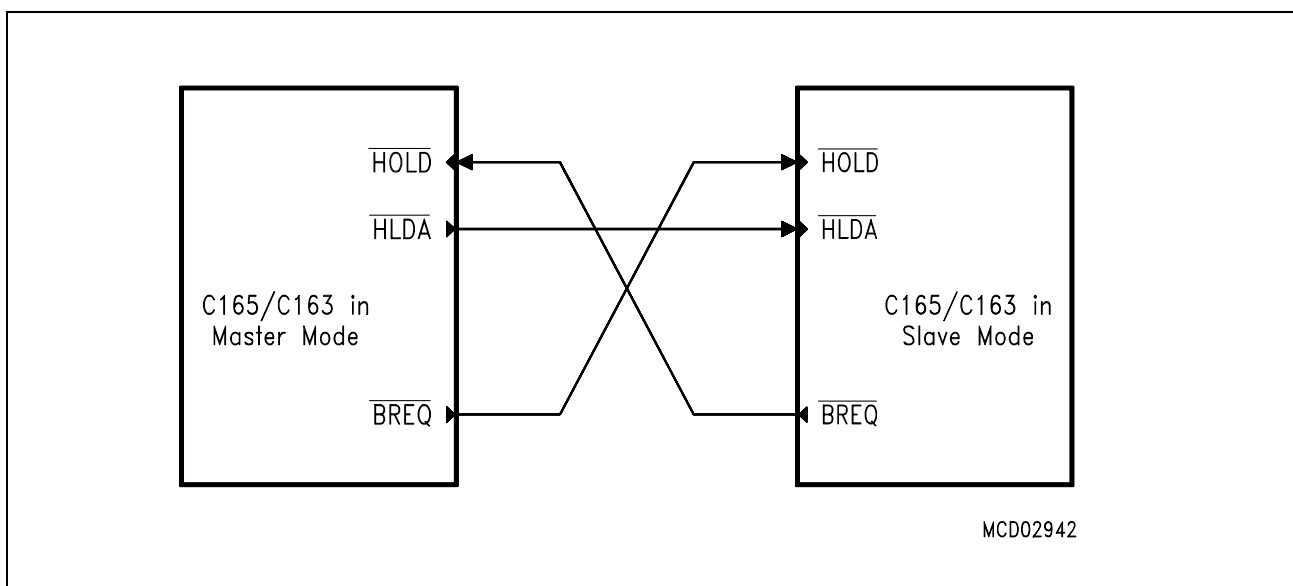 HOLD
HLDA
C165/C163 in
Master Mode
BREQ
HOLD
HLDA
C165/C163 in
Slave Mode
BREQ
MCD02942